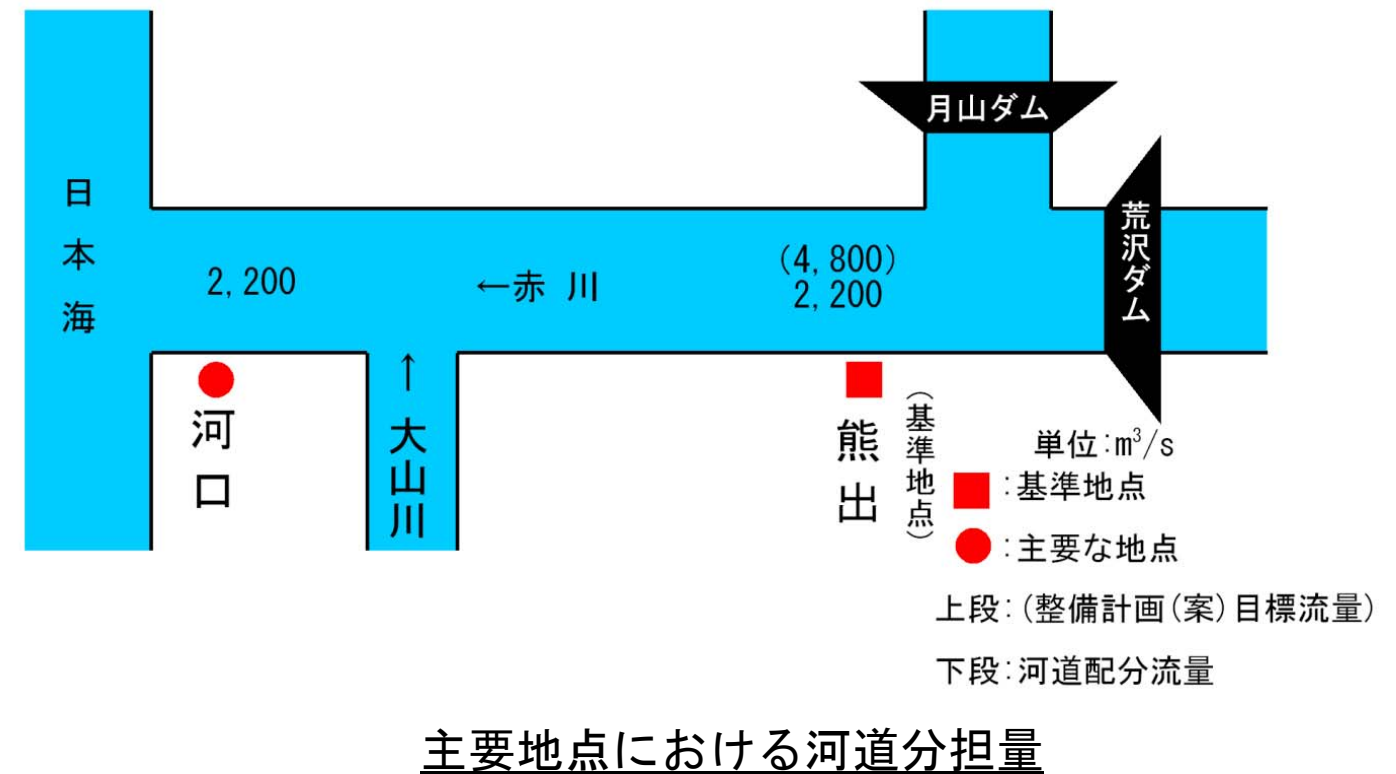 月山ダム
荒沢ダム
日本海
(4,800)
2,200
←赤 川
2,200
↑
大山川
河口
熊出
(基準地点)
単位:m³/s
:基準地点
:主要な地点
上段:(整備計画(案)目標流量)
下段:河道配分流量
主要地点における河道分担量